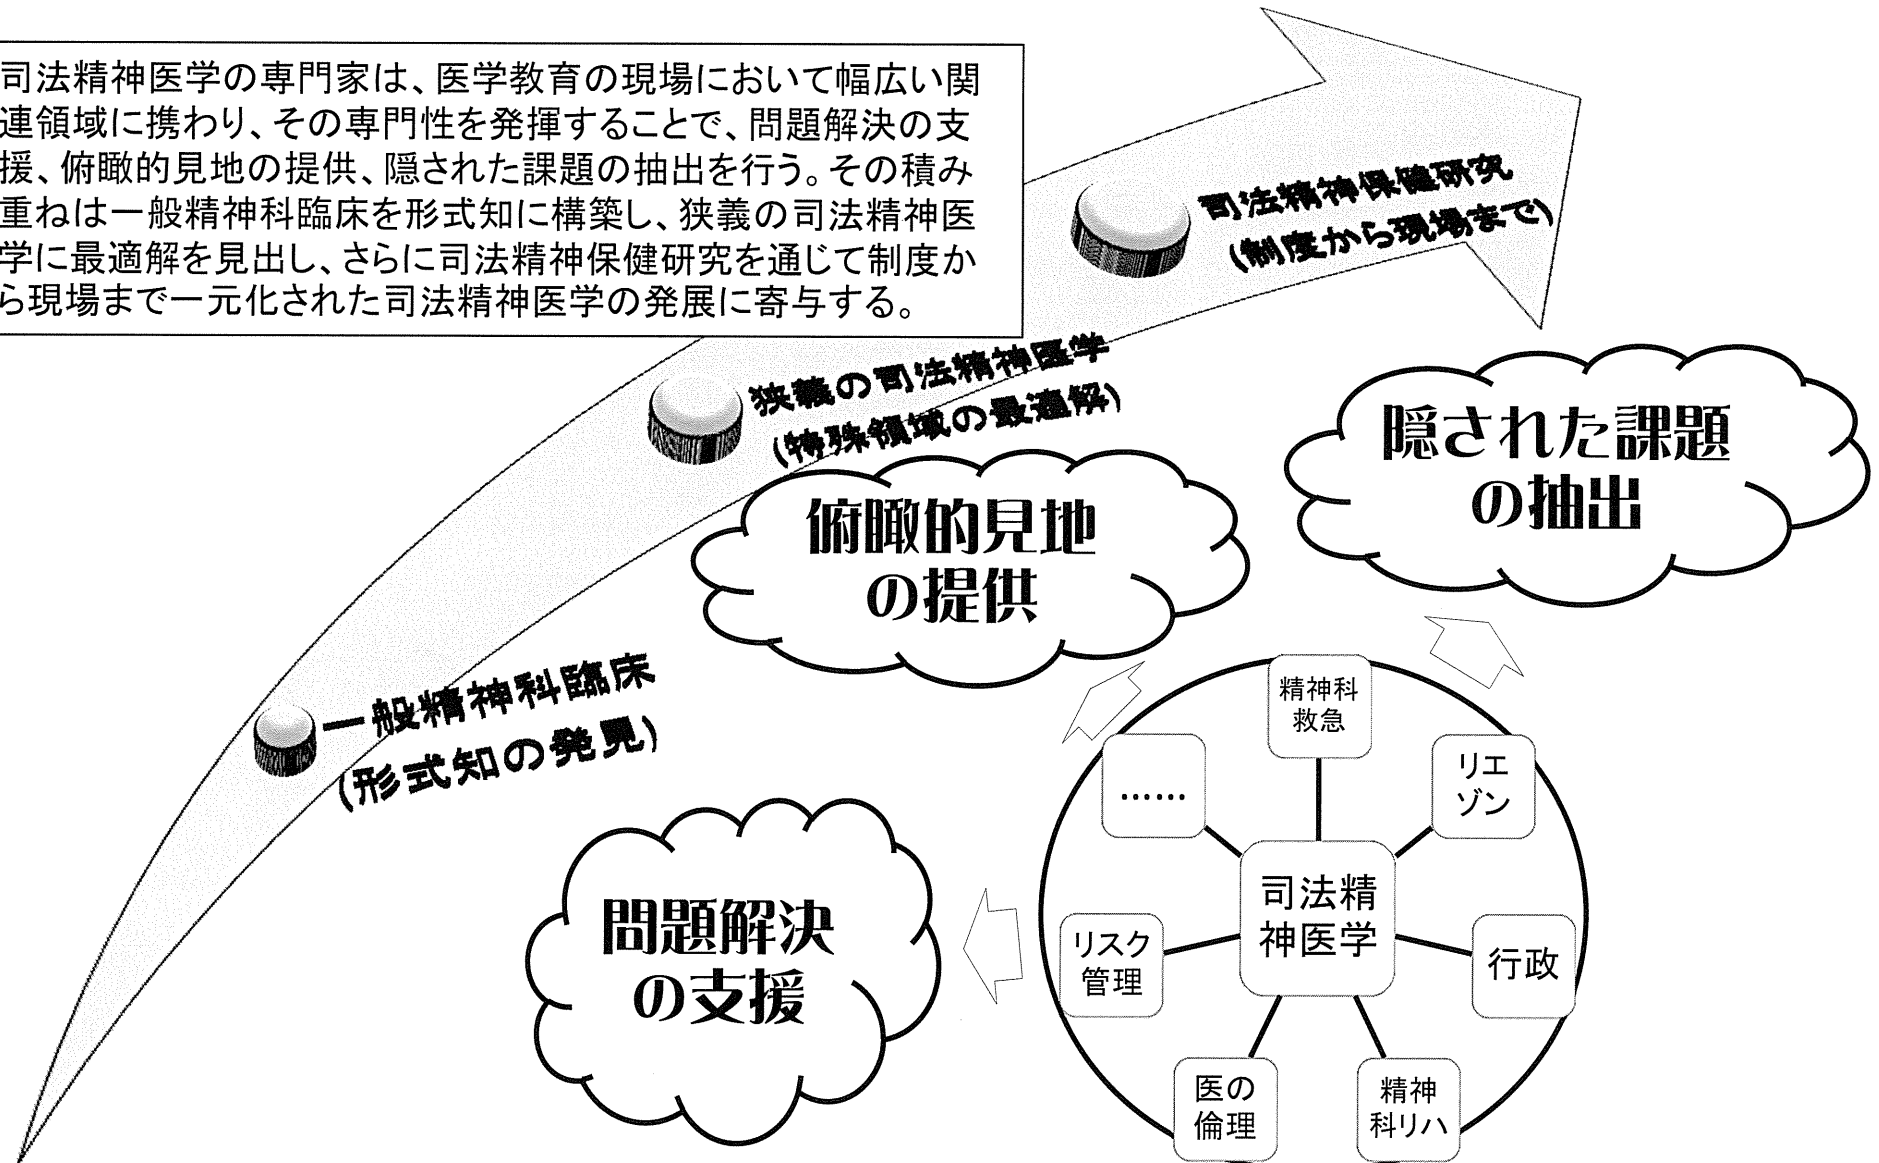 司法精神医学の専門家は、医学教育の現場において幅広い関
連領域に携わり、その専門性を発揮することで、問題解決の支
援、俯瞰的見地の提供、隠された課題の抽出を行う。その積み
重ねは一般精神科臨床を形式知に構築し、狭義の司法精神医
学に最適解を見出し、さらに司法精神保健研究を通じて制度か
ら現場まで一元化された司法精神医学の発展に寄与する。
司法精神保健研究
(制度から現場まで)
狭義の司法精神医学
(特殊領域の最適解)
一般精神科臨床
(形式知の発見)
隠された課題
の抽出
俯瞰的見地
の提供
問題解決
の支援
精神科
救急
リエ
ゾン
行政
精神
科リハ
医の
倫理
リスク
管理
……
司法精
神医学